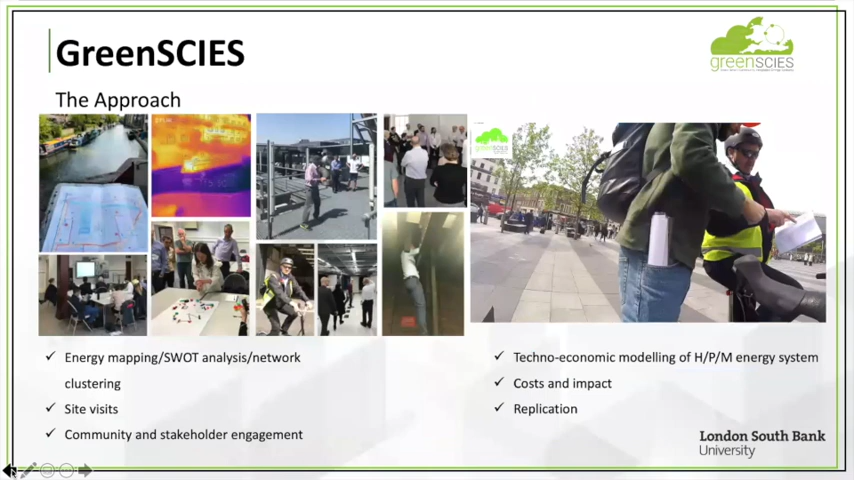 GreenSCIES
greenSCIES
The Approach
Energy mapping/SWOT analysis/network
clustering
Site visits
Community and stakeholder engagement
Techno-economic modelling of H/P/M energy system
Costs and impact
Replication
London South Bank
University